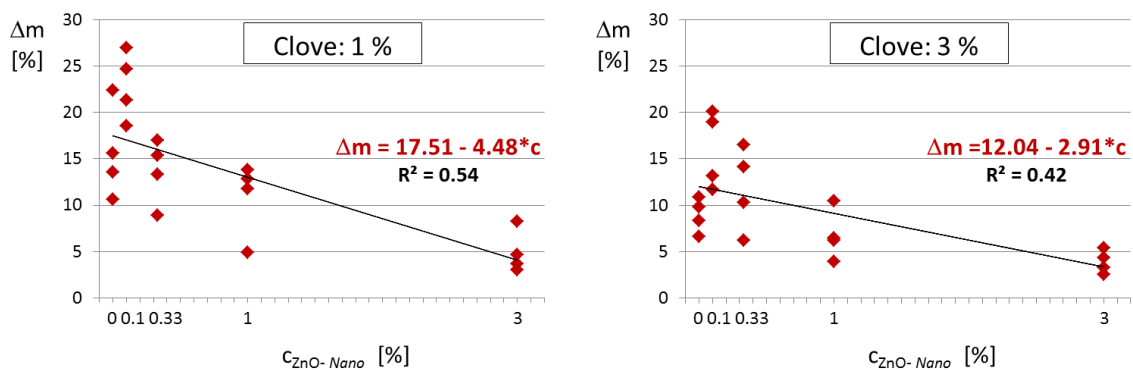 Δm
[%]
30
25
20
15
10
5
0
Clove: 1 %
Δm = 17.51 - 4.48*c
R² = 0.54
0 0.1 0.33 1 3
cZnO- Nano [%]
Δm
[%]
30
25
20
15
10
5
0
Clove: 3 %
Δm =12.04 - 2.91*c
R² = 0.42
0 0.1 0.33 1 3
cZnO- Nano [%]